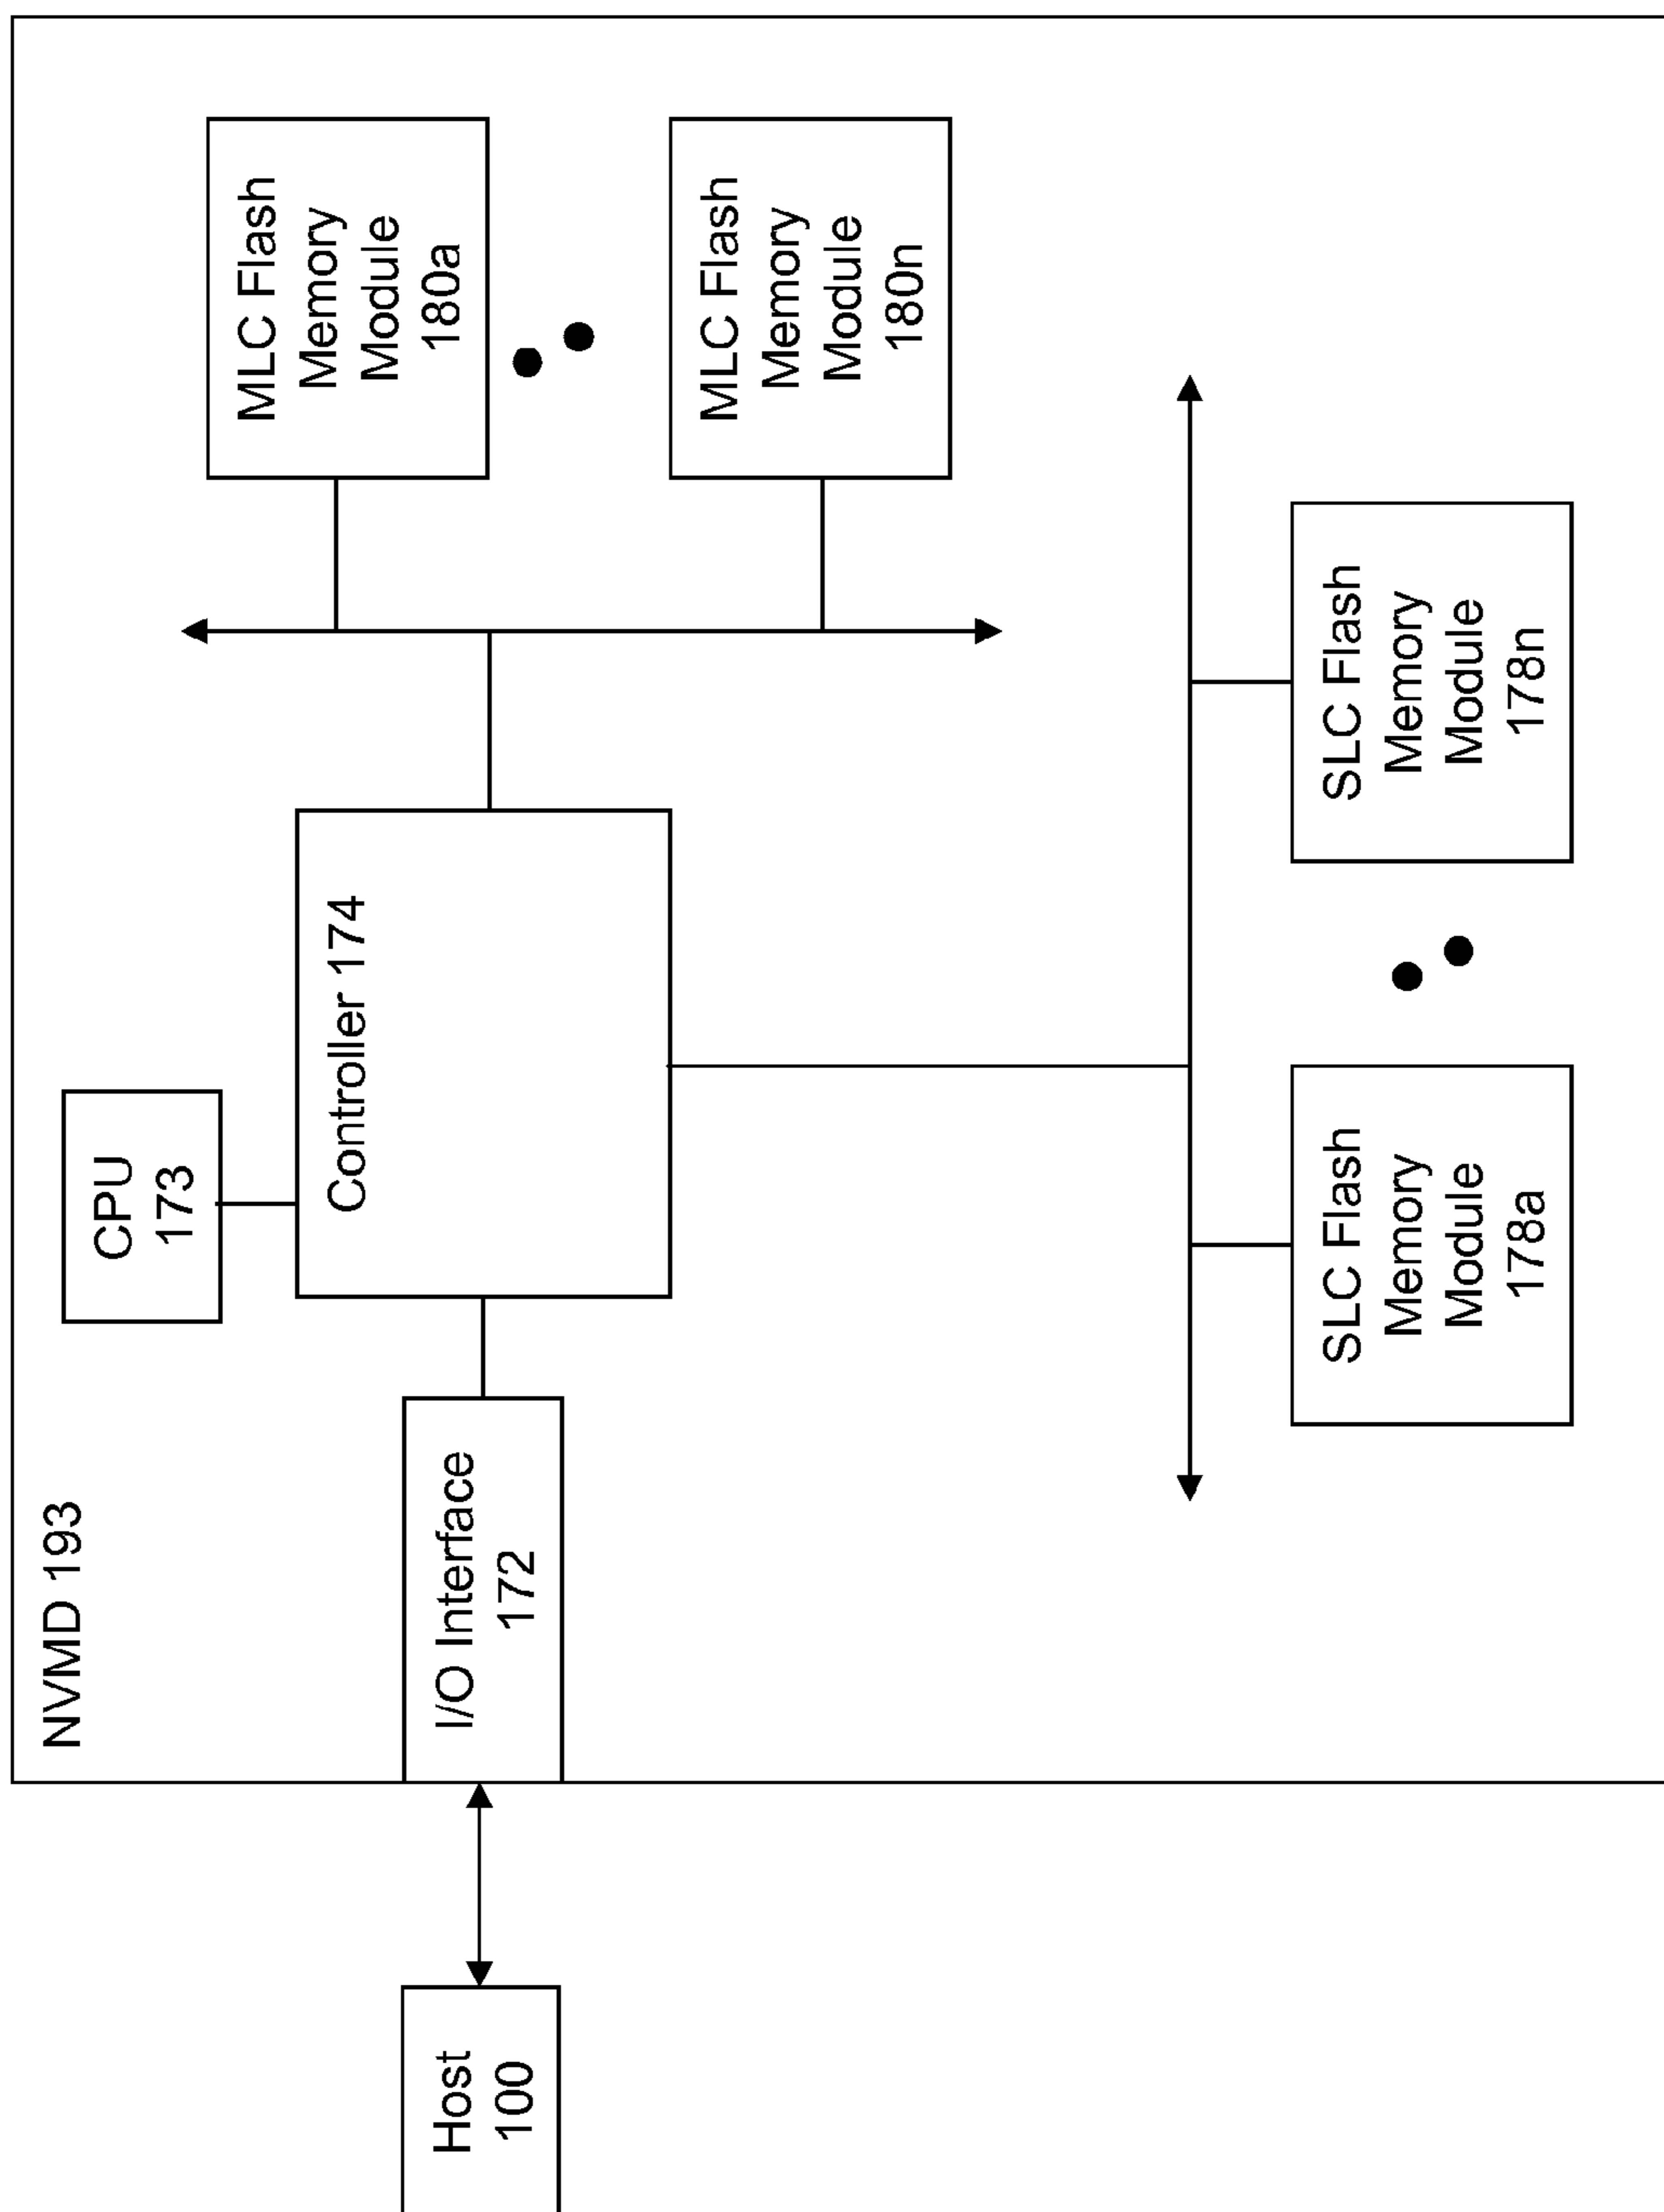 NVMD 193
CPU
173
MLC Flash
Memory
Module
180a
Controller 174
Host
100
I/O Interface
172
MLC Flash
Memory
Module
180n
SLC Flash
Memory
Module
178a
SLC Flash
Memory
Module
178n